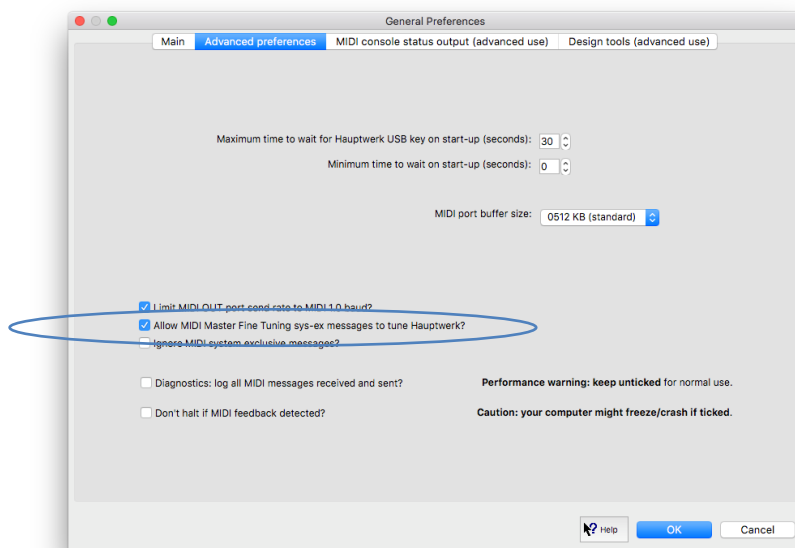 General Preferences
Main Advanced preferences MIDI console status output (advanced use) Design tools (advanced use)
Maximum time to wait for Hauptwerk USB key on start-up (seconds): 30
Minimum time to wait on start-up (seconds): 0
MIDI port buffer size: 0512 KB (standard)
Limit MIDI OUT port send rate to MIDI 1.0 baud?
Allow MIDI Master Fine Tuning sys-ex messages to tune Hauptwerk?
Ignore MIDI system exclusive messages?
Diagnostics: log all MIDI messages received and sent? Performance warning: keep unticked for normal use.
Don't halt if MIDI feedback detected? Caution: your computer might freeze/crash if ticked.
Help OK Cancel